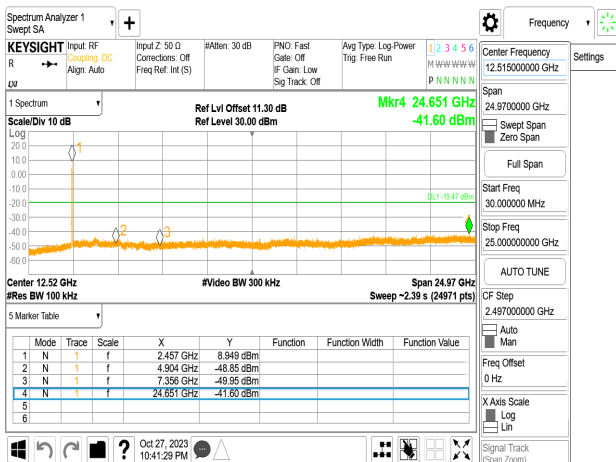 Spectrum Analyzer 1
Swept SA
+
Frequency
KEYSIGHT
R
LXI
Input: RF
Coupling: DC
Align: Auto
Input Z: 50 Ω
Corrections: Off
Freq Ref: Int (S)
#Atten: 30 dB
PNO: Fast
Gate: Off
IF Gain: Low
Sig Track: Off
Avg Type: Log-Power
Trig: Free Run
1 2 3 4 5 6
M W W W W W
P N N N N N
1 Spectrum
Scale/Div 10 dB
Log
Ref Lvl Offset 11.30 dB
Ref Level 30.00 dBm
Mkr4 24.651 GHz
-41.60 dBm
20.0
10.0
0.00
-10.0
-20.0
-30.0
-40.0
-50.0
-60.0
1
2
3
DL1 -19.47 dBm
Center 12.52 GHz
#Res BW 100 kHz
#Video BW 300 kHz
Span 24.97 GHz
Sweep ~2.39 s (24971 pts)
5 Marker Table
Mode Trace Scale X Y Function Function Width Function Value
1 N 1 f 2.457 GHz 8.949 dBm
2 N 1 f 4.904 GHz -48.85 dBm
3 N 1 f 7.356 GHz -49.95 dBm
4 N 1 f 24.651 GHz -41.60 dBm
5
6
Oct 27, 2023
10:41:29 PM
?
Center Frequency
12.515000000 GHz
Settings
Span
24.9700000 GHz
Swept Span
Zero Span
Full Span
Start Freq
30.000000 MHz
Stop Freq
25.000000000 GHz
AUTO TUNE
CF Step
2.497000000 GHz
Auto
Man
Freq Offset
0 Hz
X Axis Scale
Log
Lin
Signal Track
(Span Zoom)